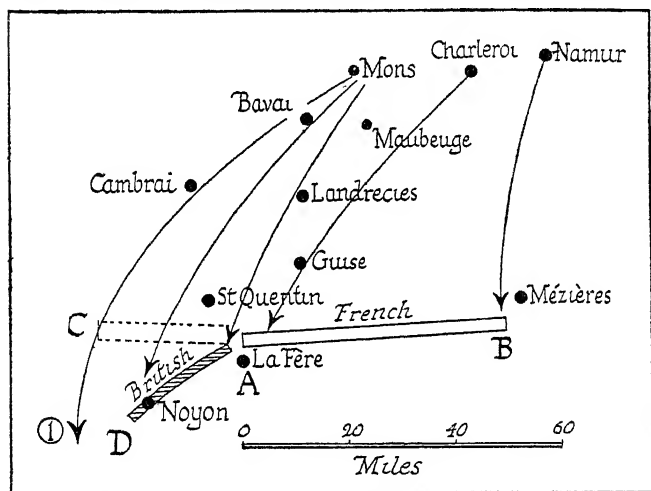 Charleroi
Namur
Mons
Bavai
Maubeuge
Cambrai
Landrecies
Guise
St Quentin
Mézières
French
C
British
La Fère
A
B
Noyon
① D
0 20 40 60
Miles